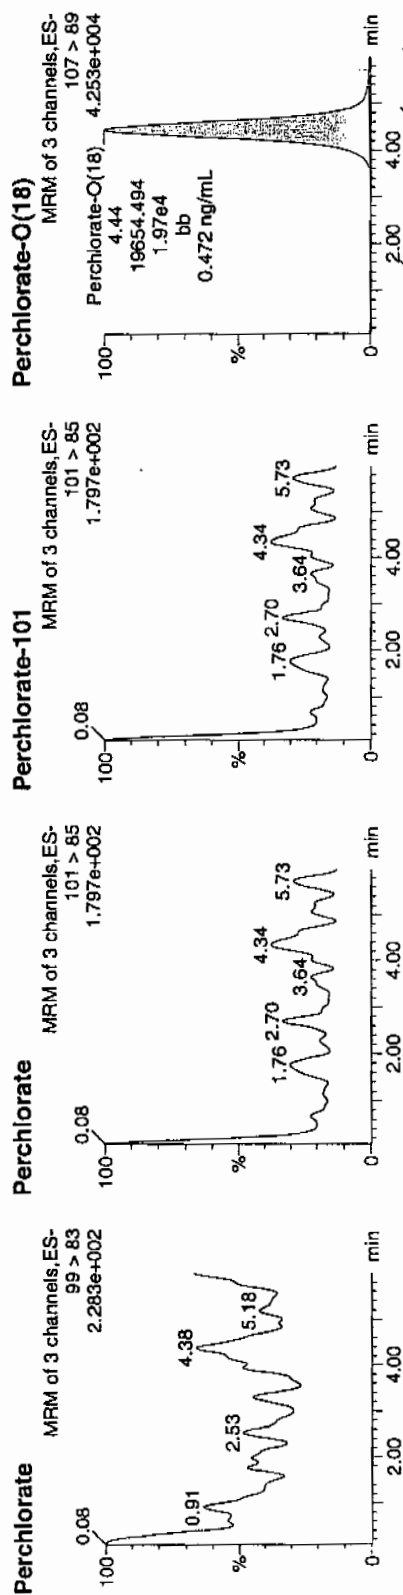 Perchlorate
MRM of 3 channels,ES-
99 > 83
2.283e+002
0.08
100
0.91
2.53
4.38
5.18
%
0
2.00
4.00
min
Perchlorate
MRM of 3 channels,ES-
101 > 85
1.797e+002
0.08
100
1.76
2.70
3.64
4.34
5.73
%
0
2.00
4.00
min
Perchlorate-101
MRM of 3 channels,ES-
101 > 85
1.797e+002
0.08
100
1.76
2.70
3.64
4.34
5.73
%
0
2.00
4.00
min
Perchlorate-O(18)
MRM of 3 channels,ES-
107 > 89
4.253e+004
100
Perchlorate-O(18)
4.44
19654.494
1.97e4
bb
0.472 ng/mL
%
0
2.00
4.00
min